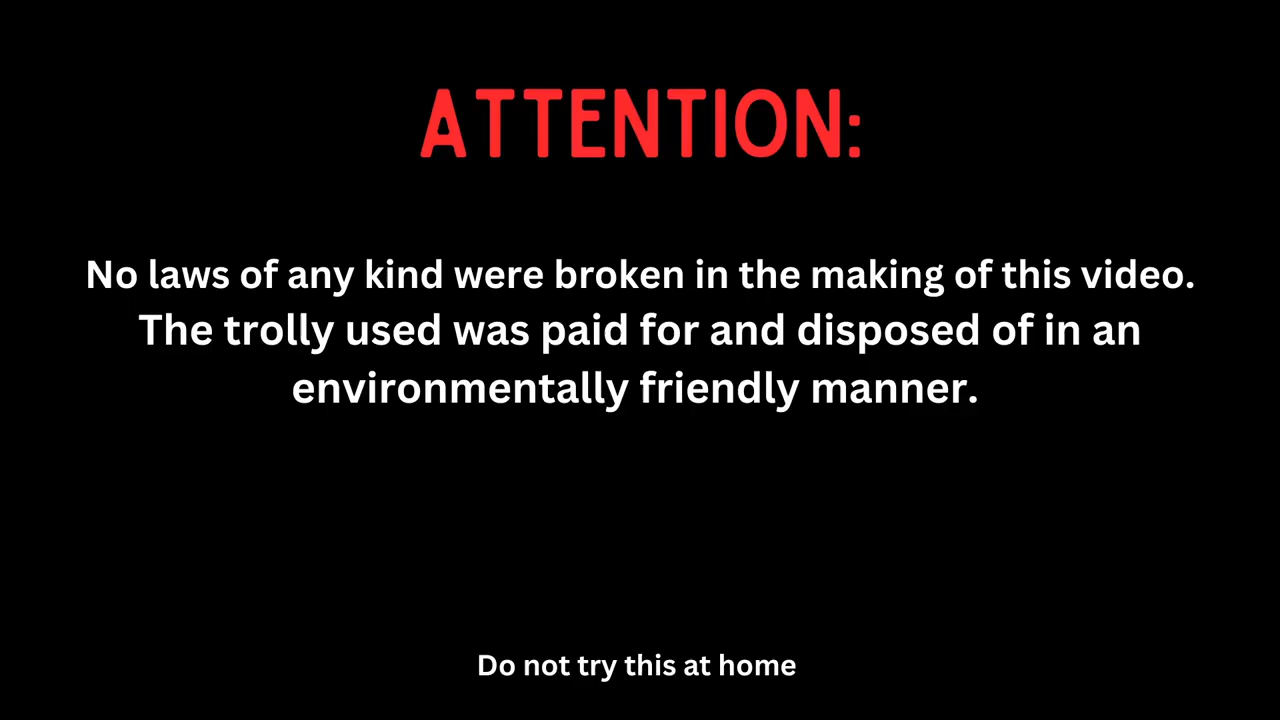 ATTENTION:
No laws of any kind were broken in the making of this video.
The trolly used was paid for and disposed of in an
environmentally friendly manner.
Do not try this at home